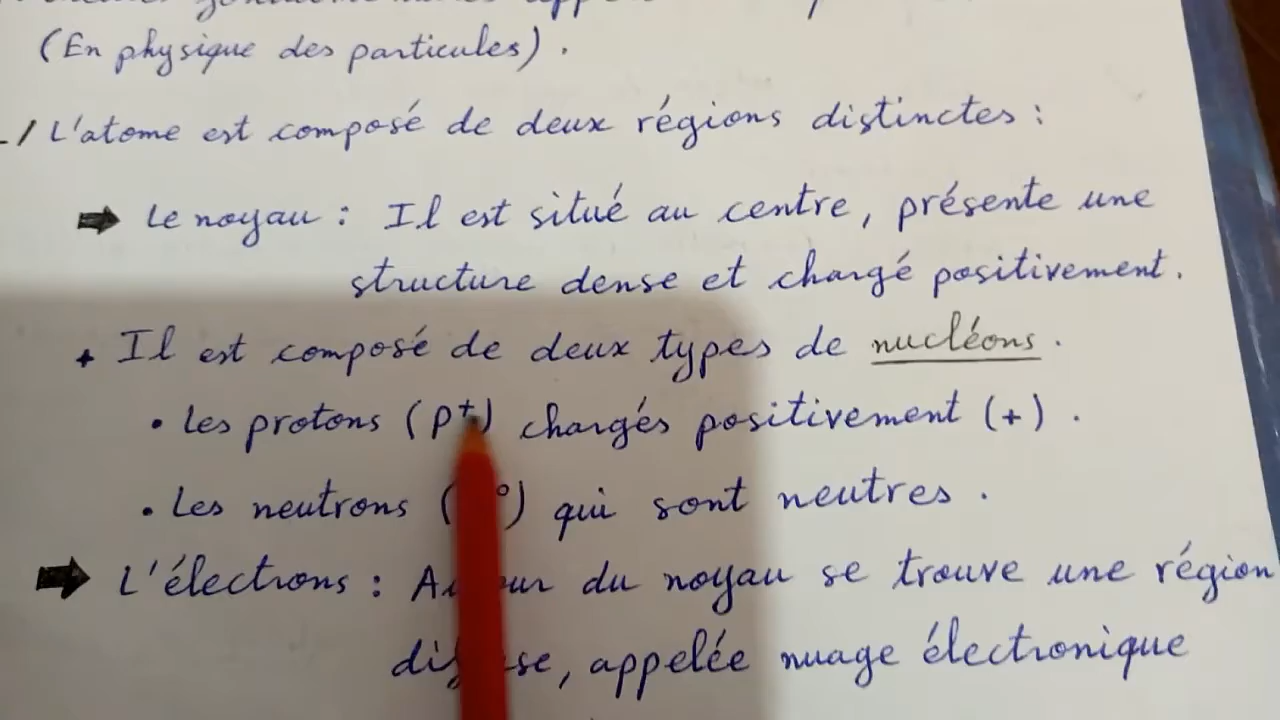 (En physique des particules).
/ L'atome est composé de deux régions distinctes :
➡ Le noyau : Il est situé au centre, présente une
structure dense et chargé positivement.
+ Il est composé de deux types de nucléons.
• Les protons (p+) chargés positivement (+).
• Les neutrons ( °) qui sont neutres.
➡ L'électrons : du noyau se trouve une région
appelée nuage électronique